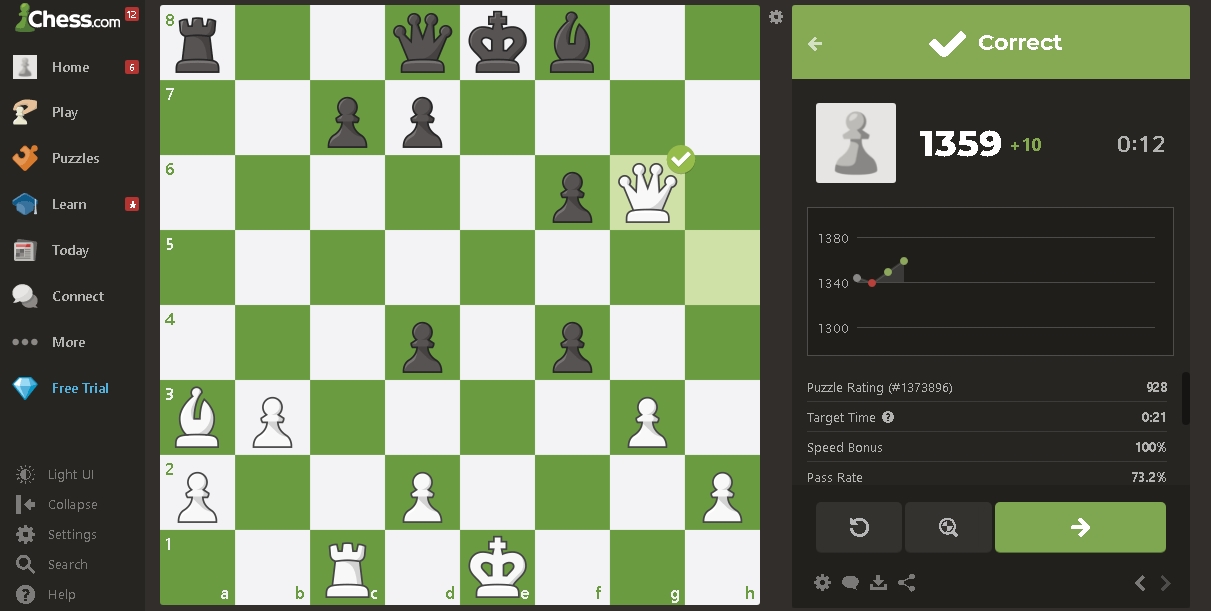 Chess.com 12
Home 6
Play
Puzzles
Learn
Today
Connect
More
Free Trial
Light UI
Collapse
Settings
Search
Help
8
7
6
5
4
3
2
1
a b c d e f g h
Correct
1359 +10 0:12
1380
1340
1300
Puzzle Rating (#1373896) 928
Target Time ? 0:21
Speed Bonus 100%
Pass Rate 73.2%